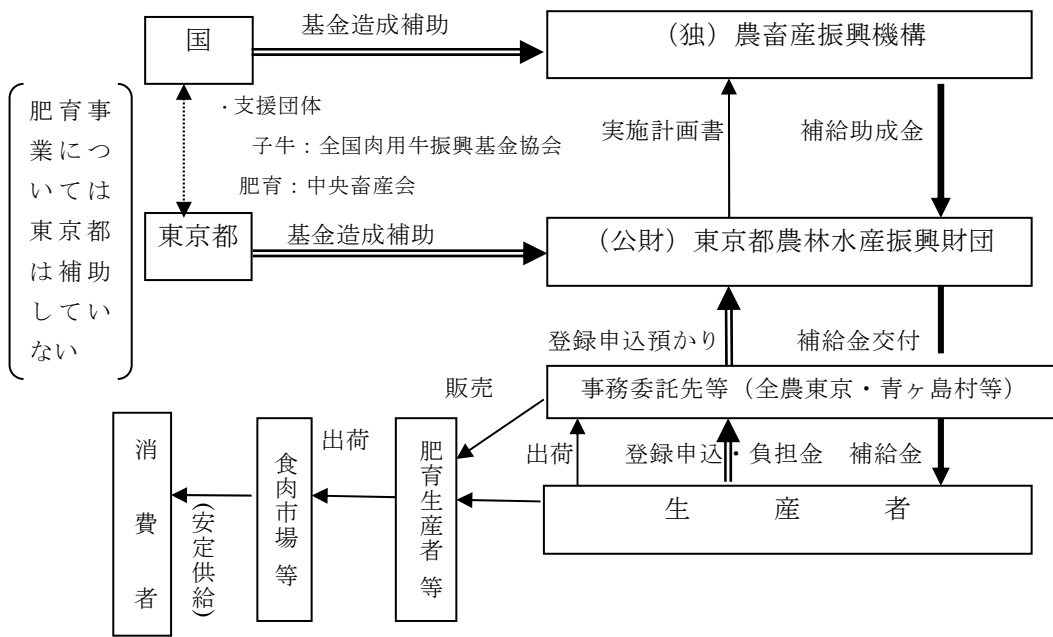 国
基金造成補助
(独)農畜産振興機構
肥育事
業につ
いては
東京都
は補助
してい
ない
・支援団体
子牛:全国肉用牛振興基金協会
肥育:中央畜産会
実施計画書
補給助成金
東京都
基金造成補助
(公財)東京都農林水産振興財団
登録申込預かり
補給金交付
販売
事務委託先等(全農東京・青ヶ島村等)
出荷
出荷
登録申込・負担金
補給金
消費者
(安定供給)
食肉市場 等
肥育生産者 等
生産者